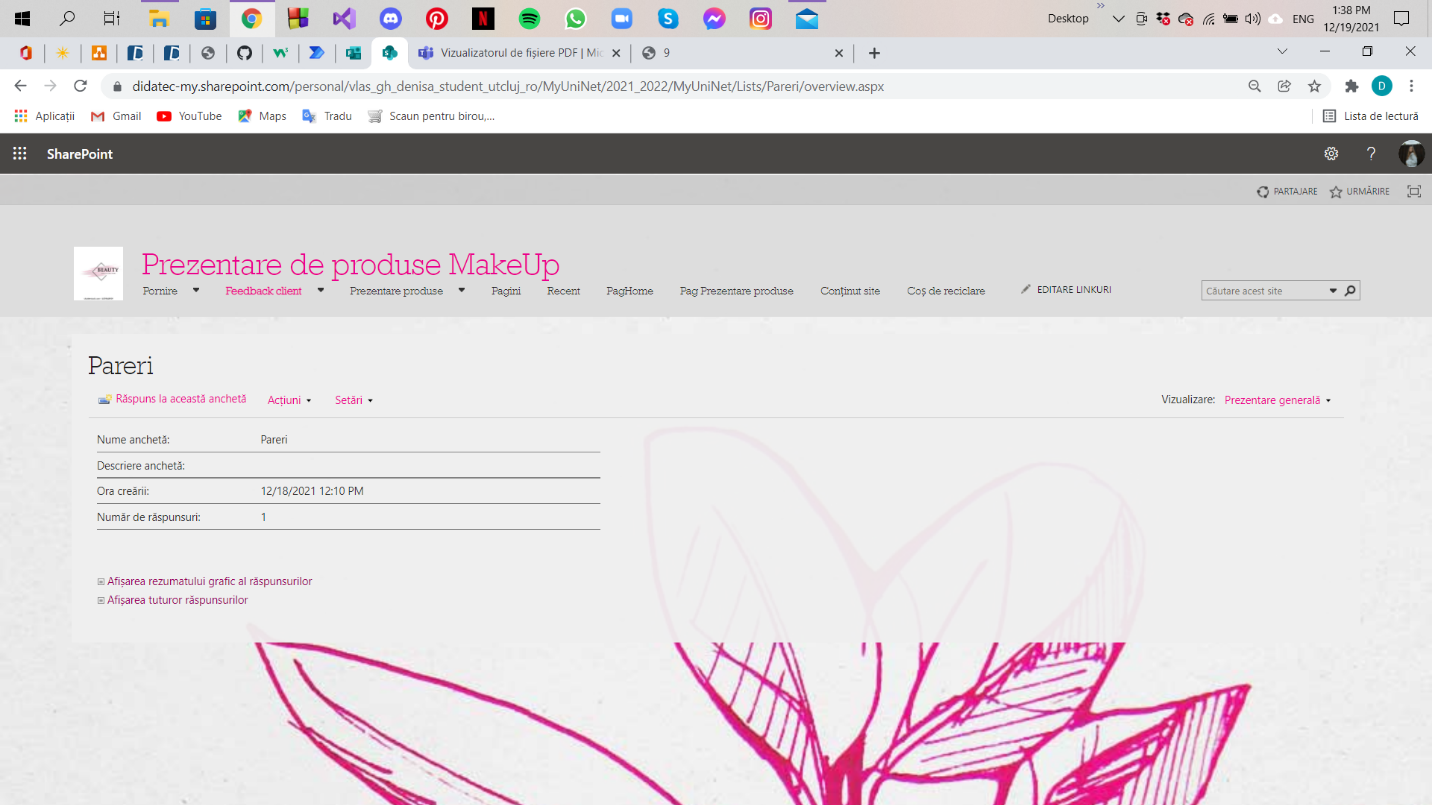 Desktop
ENG
1:38 PM
12/19/2021
Vizualizatorul de fișiere PDF | Mic
9
didatec-my.sharepoint.com/personal/vlas_gh_denisa_student_utcluj_ro/MyUniNet/2021_2022/MyUniNet/Lists/Pareri/overview.aspx
D
Aplicații
Gmail
YouTube
Maps
Tradu
Scaun pentru birou,...
Lista de lectură
SharePoint
PARTAJARE
URMĂRIRE
BEAUTY
Prezentare de produse MakeUp
Pornire
Feedback client
Prezentare produse
Pagini
Recent
PagHome
Pag Prezentare produse
Conținut site
Coș de reciclare
EDITARE LINKURI
Căutare acest site
Pareri
Răspuns la această anchetă
Acțiuni
Setări
Vizualizare: Prezentare generală
Nume anchetă: Pareri
Descriere anchetă:
Ora creării: 12/18/2021 12:10 PM
Număr de răspunsuri: 1
Afișarea rezumatului grafic al răspunsurilor
Afișarea tuturor răspunsurilor